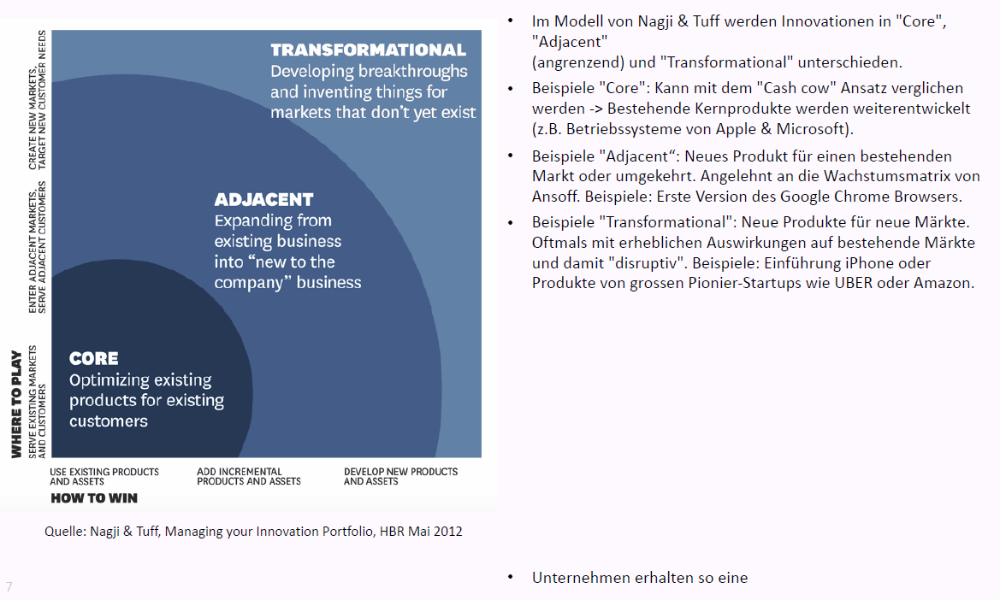 TRANSFORMATIONAL
Developing breakthroughs
and inventing things for
markets that don't yet exist
ADJACENT
Expanding from
existing business
into “new to the
company” business
CORE
Optimizing existing
products for existing
customers
WHERE TO PLAY
CREATE NEW MARKETS,
TARGET NEW CUSTOMER NEEDS
ENTER ADJACENT MARKETS,
SERVE ADJACENT CUSTOMERS
SERVE EXISTING MARKETS
AND CUSTOMERS
USE EXISTING PRODUCTS
AND ASSETS
ADD INCREMENTAL
PRODUCTS AND ASSETS
DEVELOP NEW PRODUCTS
AND ASSETS
HOW TO WIN
Quelle: Nagji & Tuff, Managing your Innovation Portfolio, HBR Mai 2012
7
• Im Modell von Nagji & Tuff werden Innovationen in "Core",
"Adjacent"
(angrenzend) und "Transformational" unterschieden.
• Beispiele "Core": Kann mit dem "Cash cow" Ansatz verglichen
werden -> Bestehende Kernprodukte werden weiterentwickelt
(z.B. Betriebssysteme von Apple & Microsoft).
• Beispiele "Adjacent“: Neues Produkt für einen bestehenden
Markt oder umgekehrt. Angelehnt an die Wachstumsmatrix von
Ansoff. Beispiele: Erste Version des Google Chrome Browsers.
• Beispiele "Transformational": Neue Produkte für neue Märkte.
Oftmals mit erheblichen Auswirkungen auf bestehende Märkte
und damit "disruptiv". Beispiele: Einführung iPhone oder
Produkte von grossen Pionier-Startups wie UBER oder Amazon.
• Unternehmen erhalten so eine